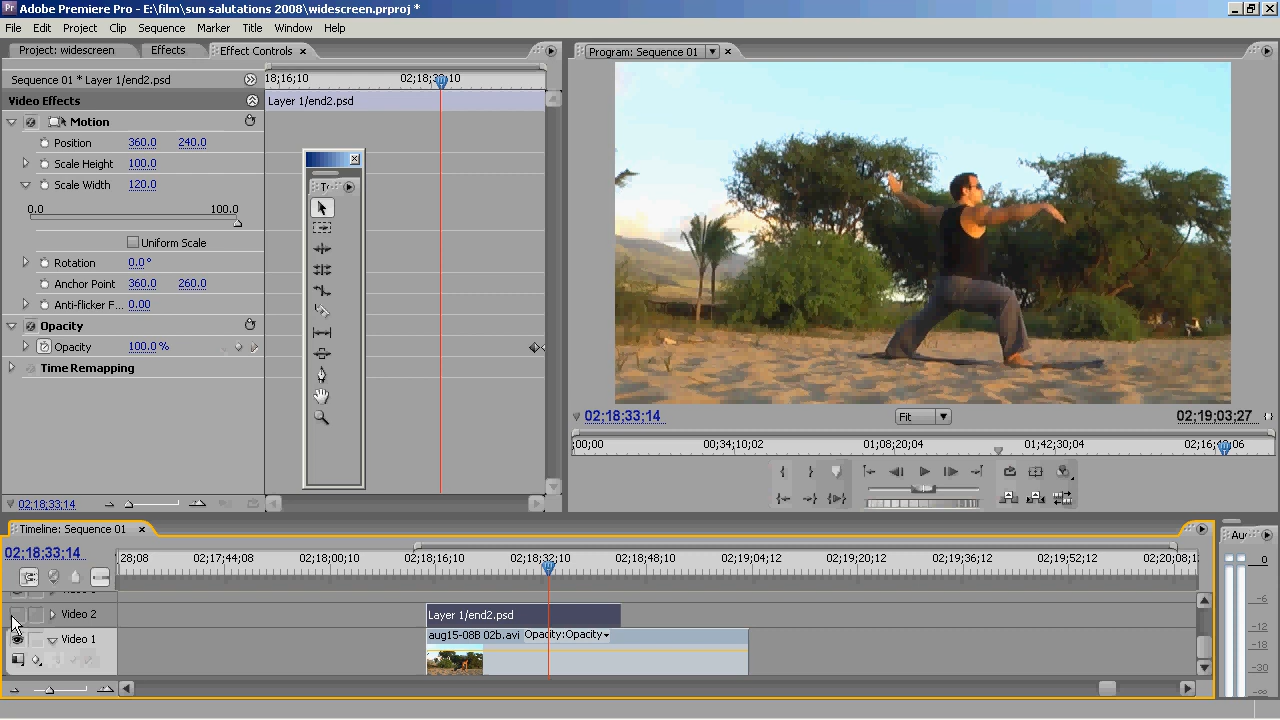 Adobe Premiere Pro - E:\film\sun salutations 2008\widescreen.prproj *
File Edit Project Clip Sequence Marker Title Window Help
Project: widescreen Effects Effect Controls
Program: Sequence 01
Sequence 01 * Layer 1/end2.psd
18;16;10 02;18;32;10
Video Effects
Layer 1/end2.psd
Motion
Position 360.0 240.0
Scale Height 100.0
Scale Width 120.0
0.0 100.0
Uniform Scale
Rotation 0.0 °
Anchor Point 360.0 260.0
Anti-flicker F... 0.00
Opacity
Opacity 100.0 %
Time Remapping
02;18;33;14
02;18;33;14 Fit 02;19;03;27
;00;00 00;34;10;02 01;08;20;04 01;42;30;04 02;16;40;06
Timeline: Sequence 01
02;18;33;14
28;08 02;17;44;08 02;18;00;10 02;18;16;10 02;18;32;10 02;18;48;10 02;19;04;12 02;19;20;12 02;19;36;12 02;19;52;12 02;20;08;1
Video 2
Layer 1/end2.psd
Video 1
aug15-08B 02b.avi Opacity:Opacity
Au
0
-6
-12
-18
-30
-∞